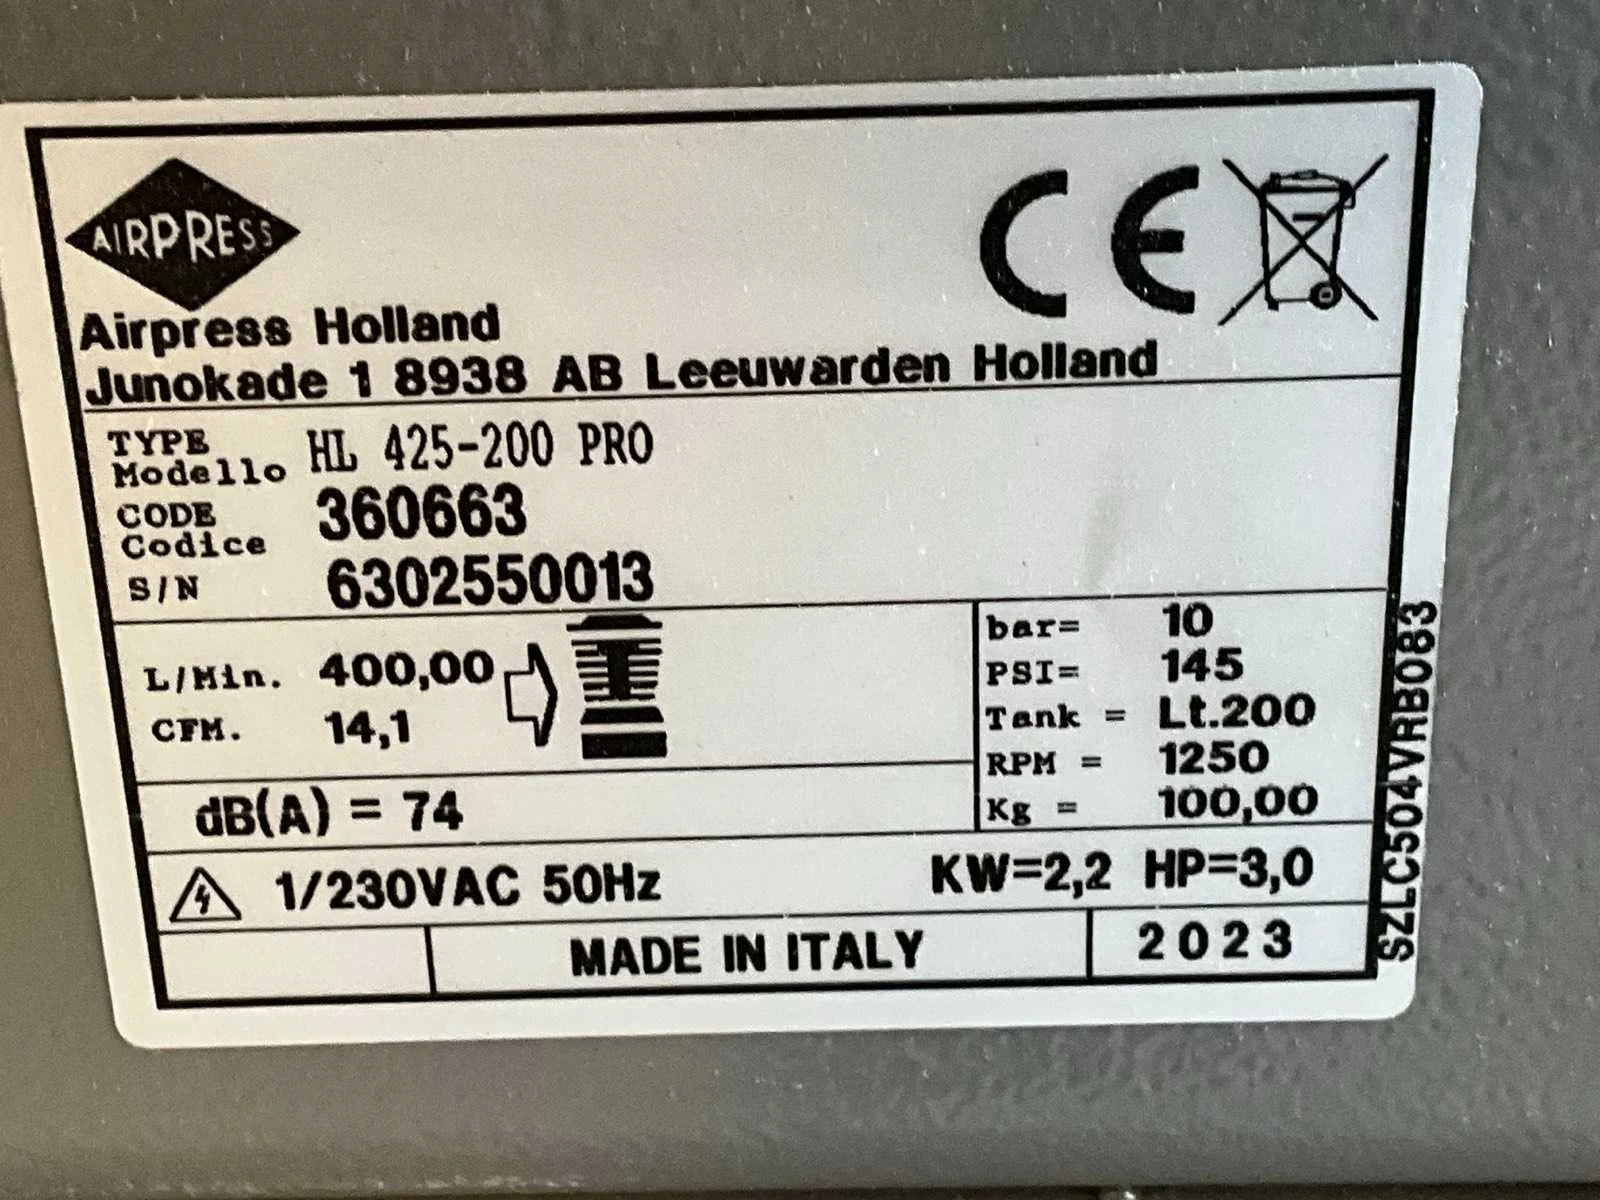 AIRPRESS
CE
Airpress Holland
Junokade 1 8938 AB Leeuwarden Holland
TYPE
Modello HL 425-200 PRO
CODE
Codice 360663
S/N 6302550013
L/Min. 400,00
CFM. 14,1
bar= 10
PSI= 145
Tank = Lt.200
RPM = 1250
Kg = 100,00
dB(A) = 74
1/230VAC 50Hz KW=2,2 HP=3,0
MADE IN ITALY 2023
SZLC504VRB083